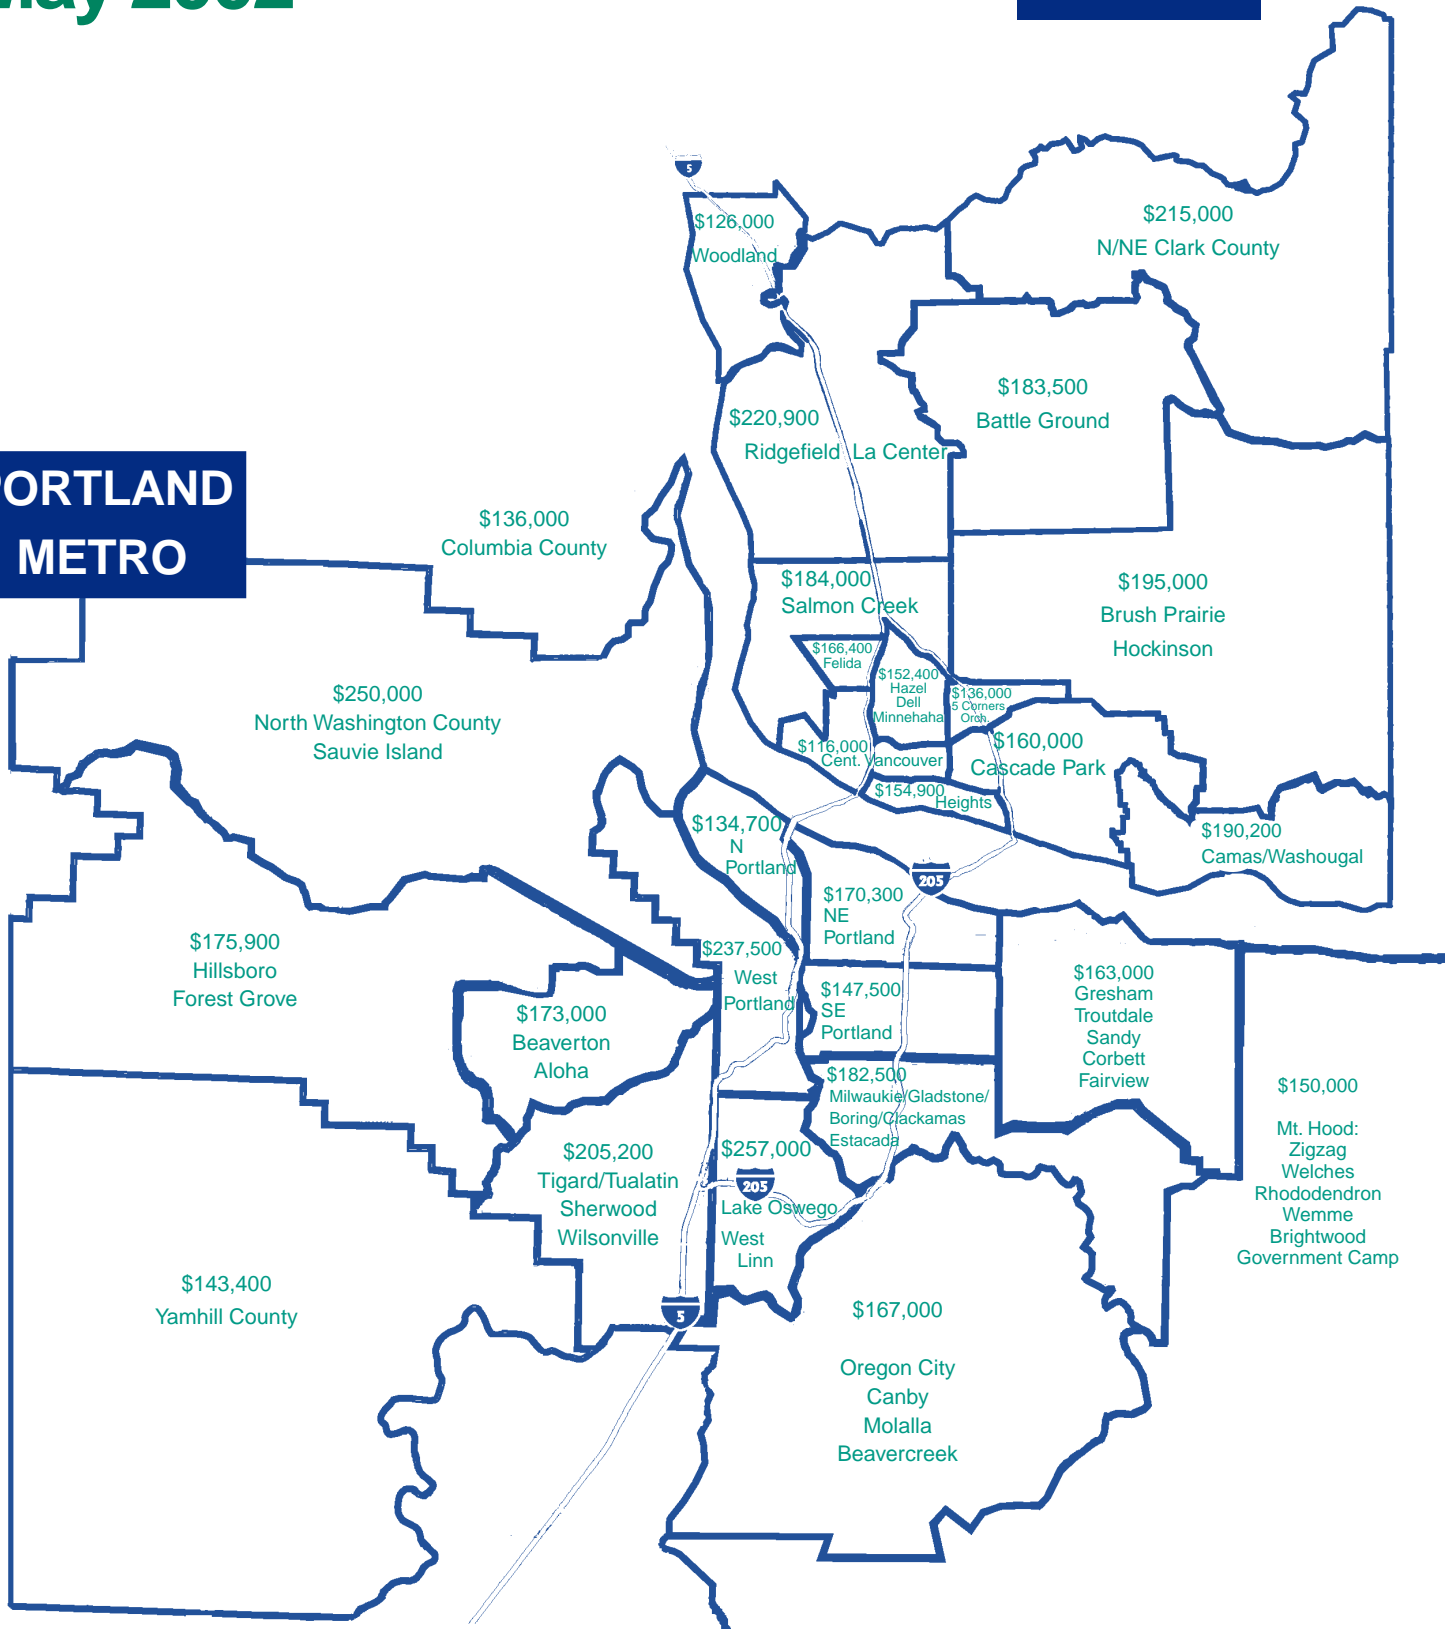 May 2002
5
$126,000
Woodland
$215,000
N/NE Clark County
$183,500
Battle Ground
$220,900
Ridgefield La Center
PORTLAND
METRO
$136,000
Columbia County
$184,000
Salmon Creek
$195,000
Brush Prairie
Hockinson
$166,400
Felida
$152,400
Hazel
Dell
Minnehaha
$136,000
5 Corners
Orch.
$250,000
North Washington County
Sauvie Island
$116,000
Cent. Vancouver
$160,000
Cascade Park
$154,900
Heights
$134,700
N
Portland
$190,200
Camas/Washougal
205
$170,300
NE
Portland
$175,900
Hillsboro
Forest Grove
$237,500
West
Portland
$147,500
SE
Portland
$163,000
Gresham
Troutdale
Sandy
Corbett
Fairview
$173,000
Beaverton
Aloha
$182,500
Milwaukie/Gladstone/
Boring/Clackamas
Estacada
$150,000
Mt. Hood:
Zigzag
Welches
Rhododendron
Wemme
Brightwood
Government Camp
$205,200
Tigard/Tualatin
Sherwood
Wilsonville
$257,000
205
Lake Oswego
West
Linn
$143,400
Yamhill County
5
$167,000
Oregon City
Canby
Molalla
Beavercreek